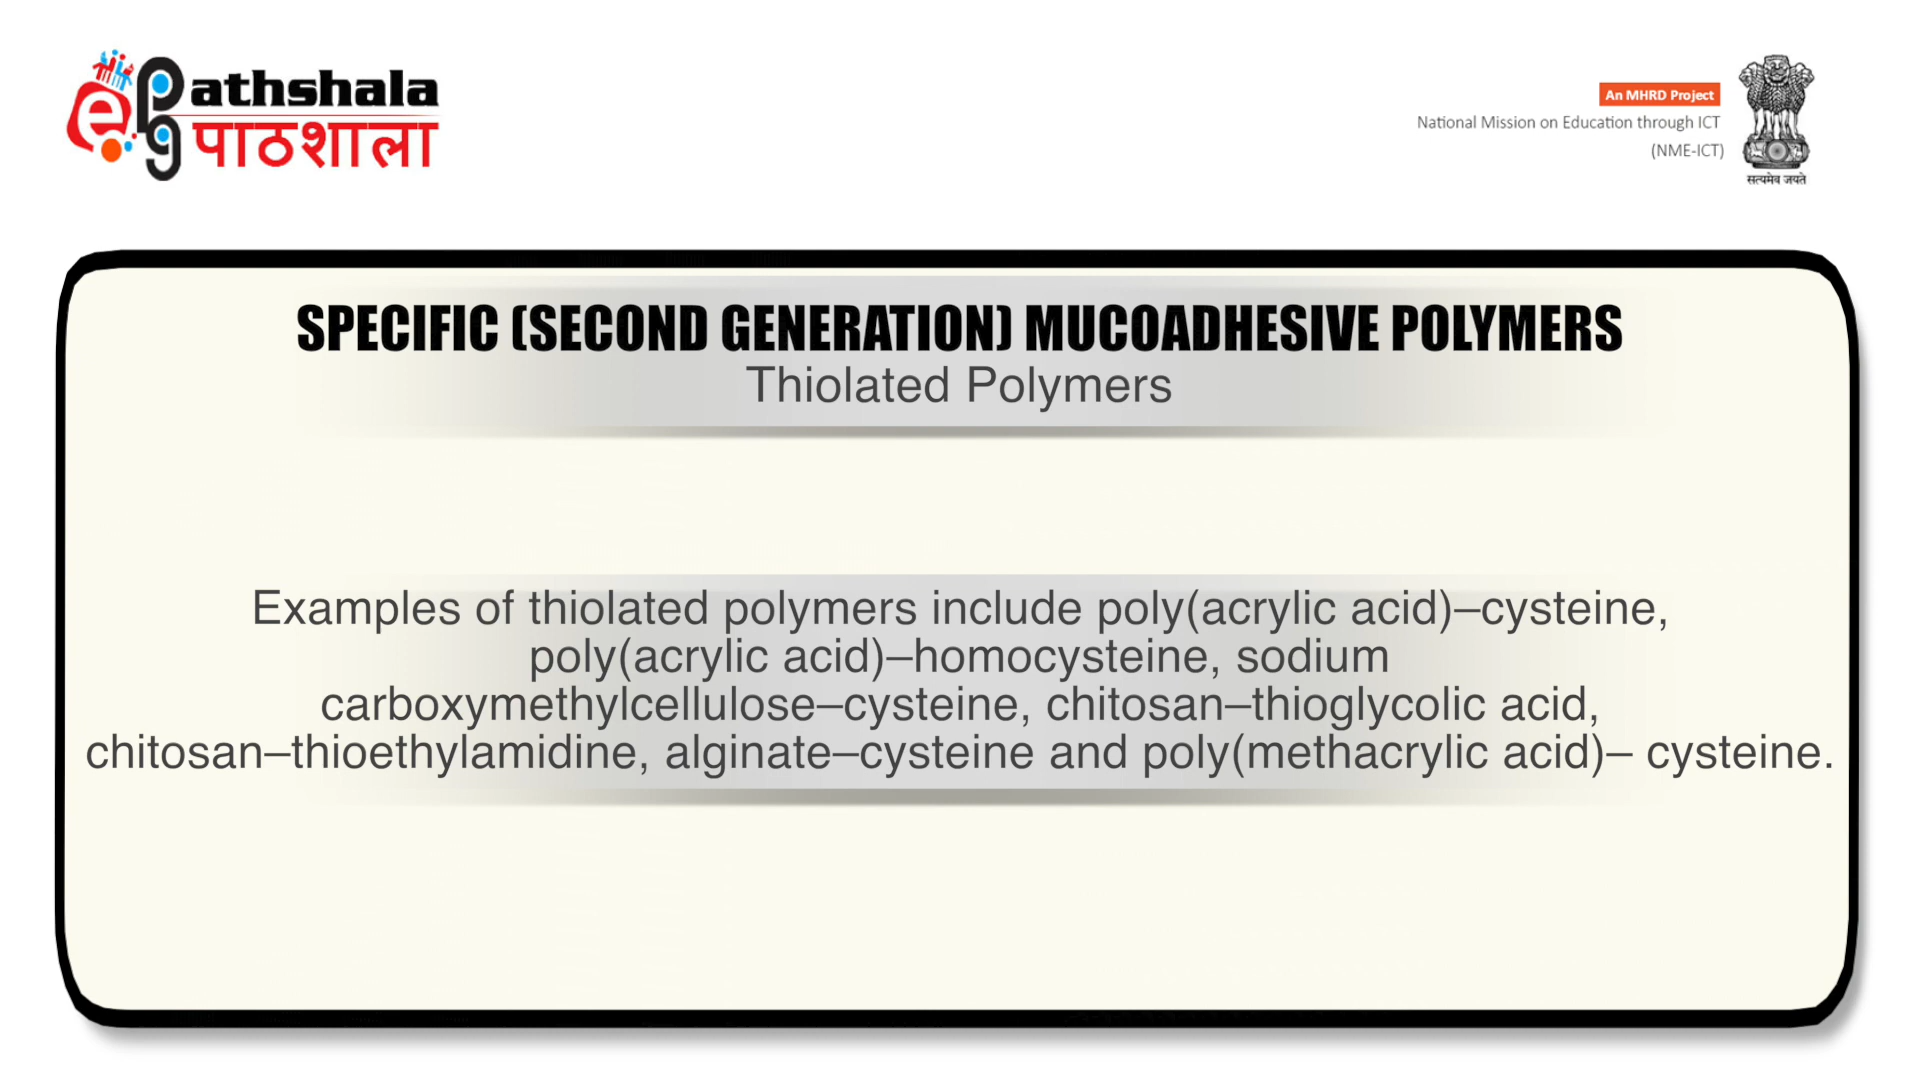 ePg Pathshala
पाठशाला
An MHRD Project
National Mission on Education through ICT
(NME-ICT)
सत्यमेव जयते
SPECIFIC (SECOND GENERATION) MUCOADHESIVE POLYMERS
Thiolated Polymers
Examples of thiolated polymers include poly(acrylic acid)–cysteine,
poly(acrylic acid)–homocysteine, sodium
carboxymethylcellulose–cysteine, chitosan–thioglycolic acid,
chitosan–thioethylamidine, alginate–cysteine and poly(methacrylic acid)– cysteine.